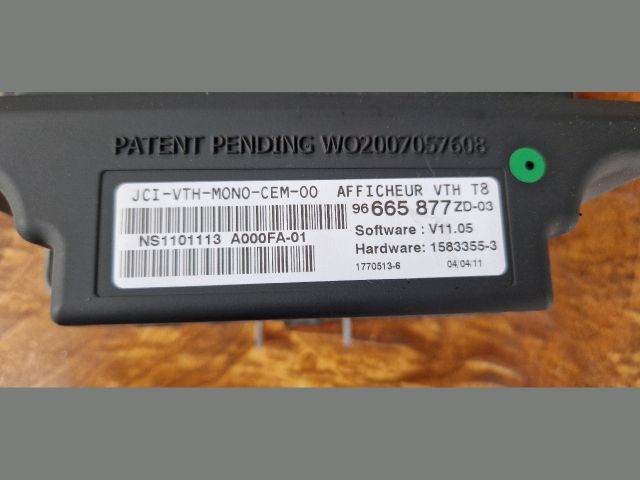 PATENT PENDING WO2007057608
JCI-VTH-MONO-CEM-00 AFFICHEUR VTH T8
96 665 877 ZD-03
NS1101113 A000FA-01
Software : V11.05
Hardware: 1583355-3
1770513-6 04/04/11